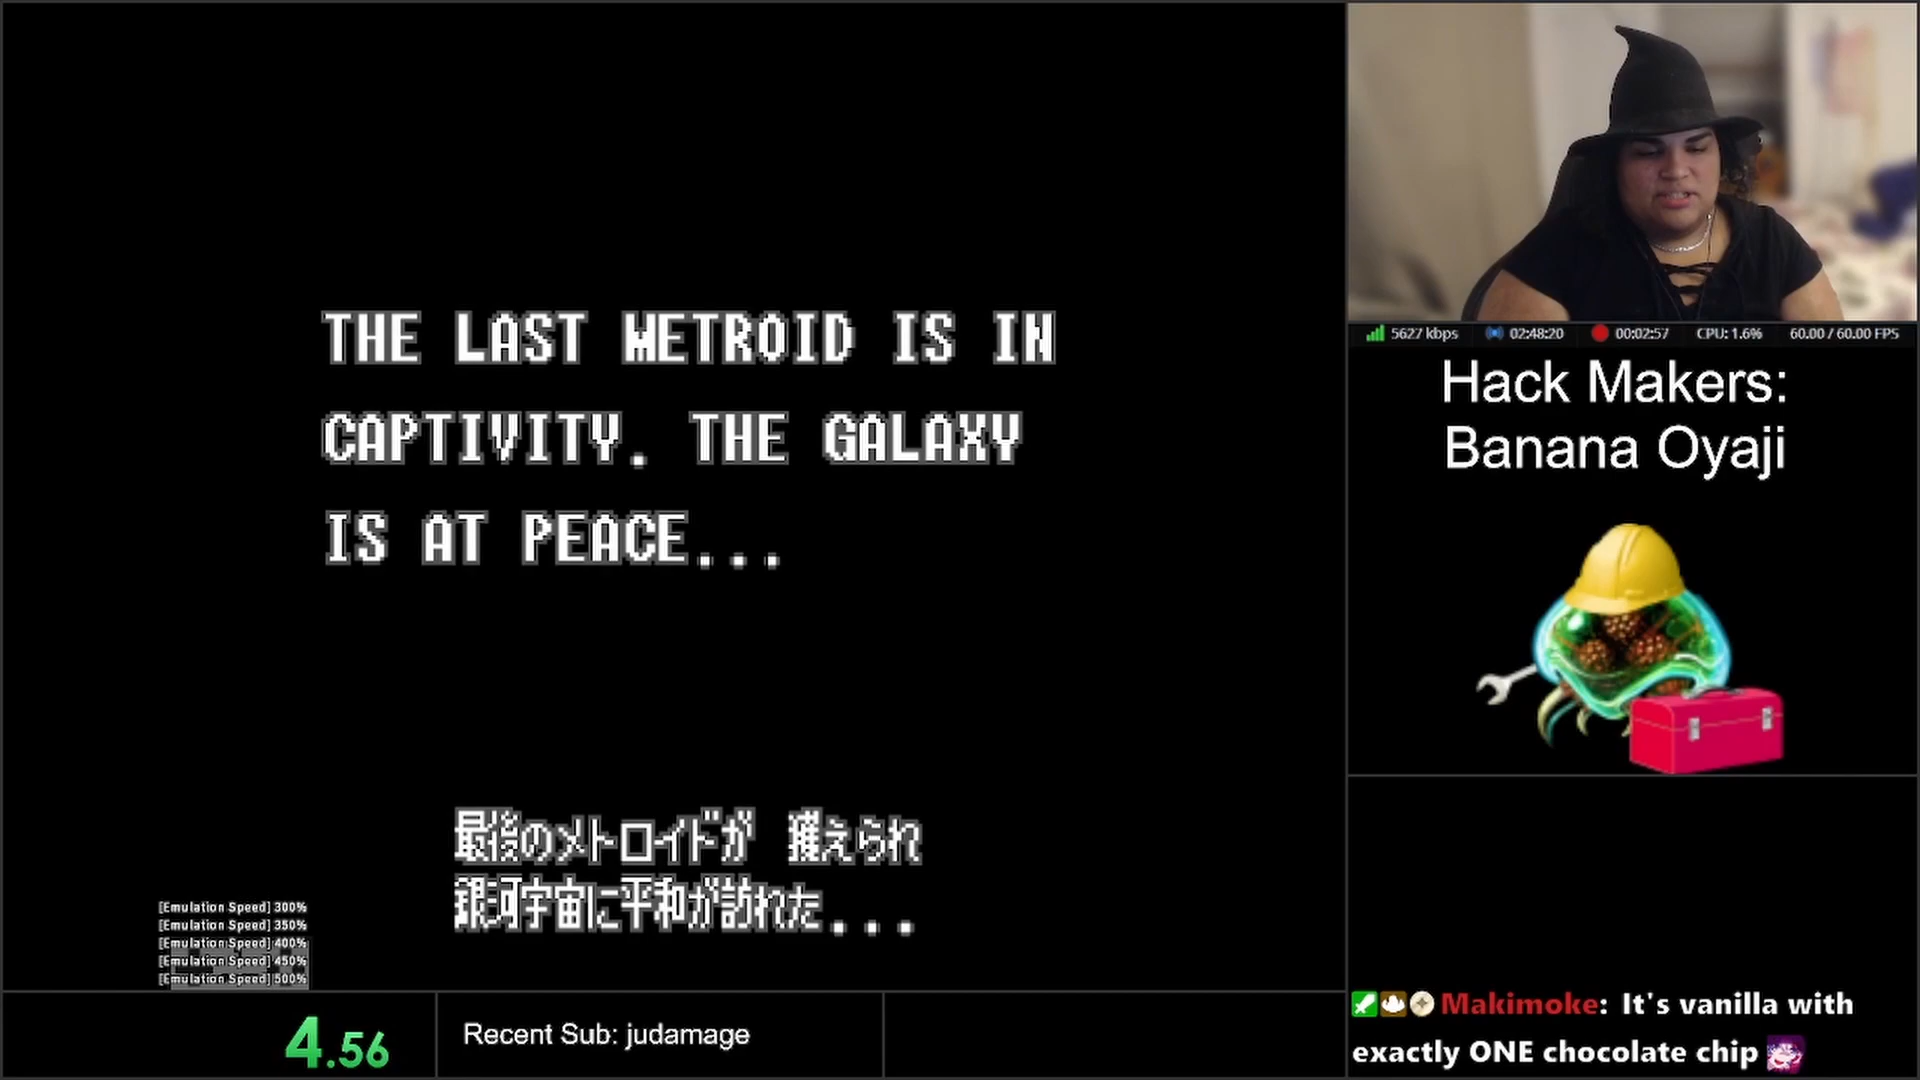 THE LAST METROID IS IN
CAPTIVITY. THE GALAXY
IS AT PEACE...
最後のメトロイドが 獲えられ
銀河宇宙に平和が訪れた...
[Emulation Speed] 300%
[Emulation Speed] 350%
[Emulation Speed] 400%
[Emulation Speed] 450%
[Emulation Speed] 500%
4.56
Recent Sub: judamage
5627 kbps 02:48:20 00:02:57 CPU: 1.6% 60.00 / 60.00 FPS
Hack Makers:
Banana Oyaji
Makimoke: It's vanilla with
exactly ONE chocolate chip